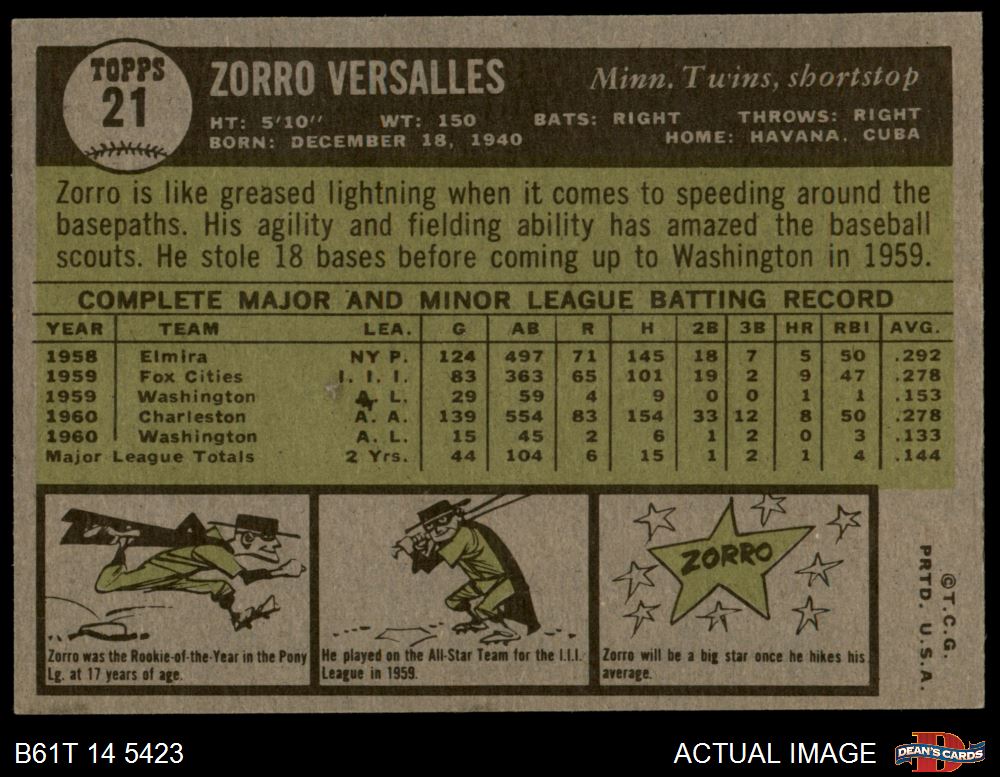 TOPPS
21
ZORRO VERSALLES
Minn. Twins, shortstop
HT: 5'10" WT: 150 BATS: RIGHT THROWS: RIGHT
BORN: DECEMBER 18, 1940 HOME: HAVANA, CUBA
Zorro is like greased lightning when it comes to speeding around the
basepaths. His agility and fielding ability has amazed the baseball
scouts. He stole 18 bases before coming up to Washington in 1959.
COMPLETE MAJOR AND MINOR LEAGUE BATTING RECORD
YEAR TEAM LEA. G AB R H 2B 3B HR RBI AVG.
1958 Elmira NY P. 124 497 71 145 18 7 5 50 .292
1959 Fox Cities I. I. I. 83 363 65 101 19 2 9 47 .278
1959 Washington A. L. 29 59 4 9 0 0 1 1 .153
1960 Charleston A. A. 139 554 83 154 33 12 8 50 .278
1960 Washington A. L. 15 45 2 6 1 2 0 3 .133
Major League Totals 2 Yrs. 44 104 6 15 1 2 1 4 .144
Zorro was the Rookie-of-the-Year in the Pony
Lg. at 17 years of age.
He played on the All-Star Team for the I.I.I.
League in 1959.
ZORRO
Zorro will be a big star once he hikes his
average.
©T.C.G.
PRTD. U.S.A.
B61T 14 5423
ACTUAL IMAGE
DEAN'S CARDS